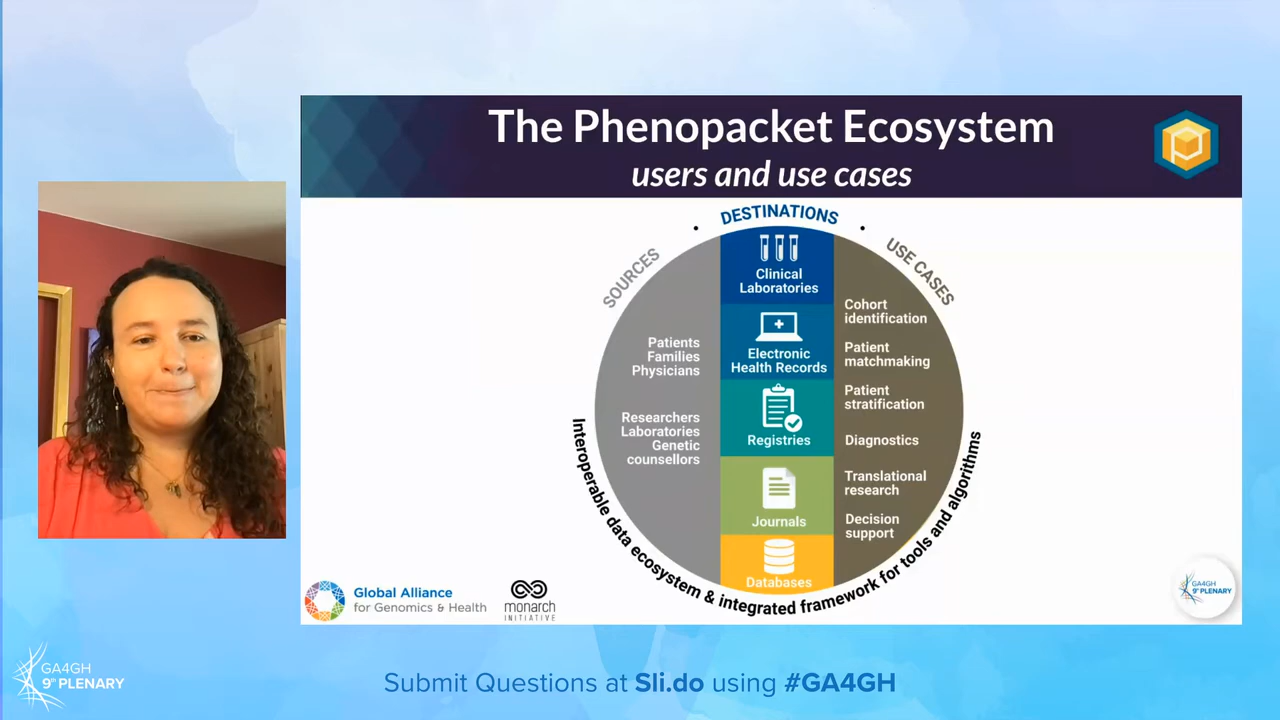 The Phenopacket Ecosystem
users and use cases
DESTINATIONS
SOURCES
USE CASES
Clinical
Laboratories
Electronic
Health Records
Registries
Journals
Databases
Patients
Families
Physicians
Researchers
Laboratories
Genetic
counsellors
Cohort
identification
Patient
matchmaking
Patient
stratification
Diagnostics
Translational
research
Decision
support
Interoperable data ecosystem & integrated framework for tools and algorithms
Global Alliance
for Genomics & Health
monarch
INITIATIVE
GA4GH
9th PLENARY
GA4GH
9th PLENARY
Submit Questions at Sli.do using #GA4GH